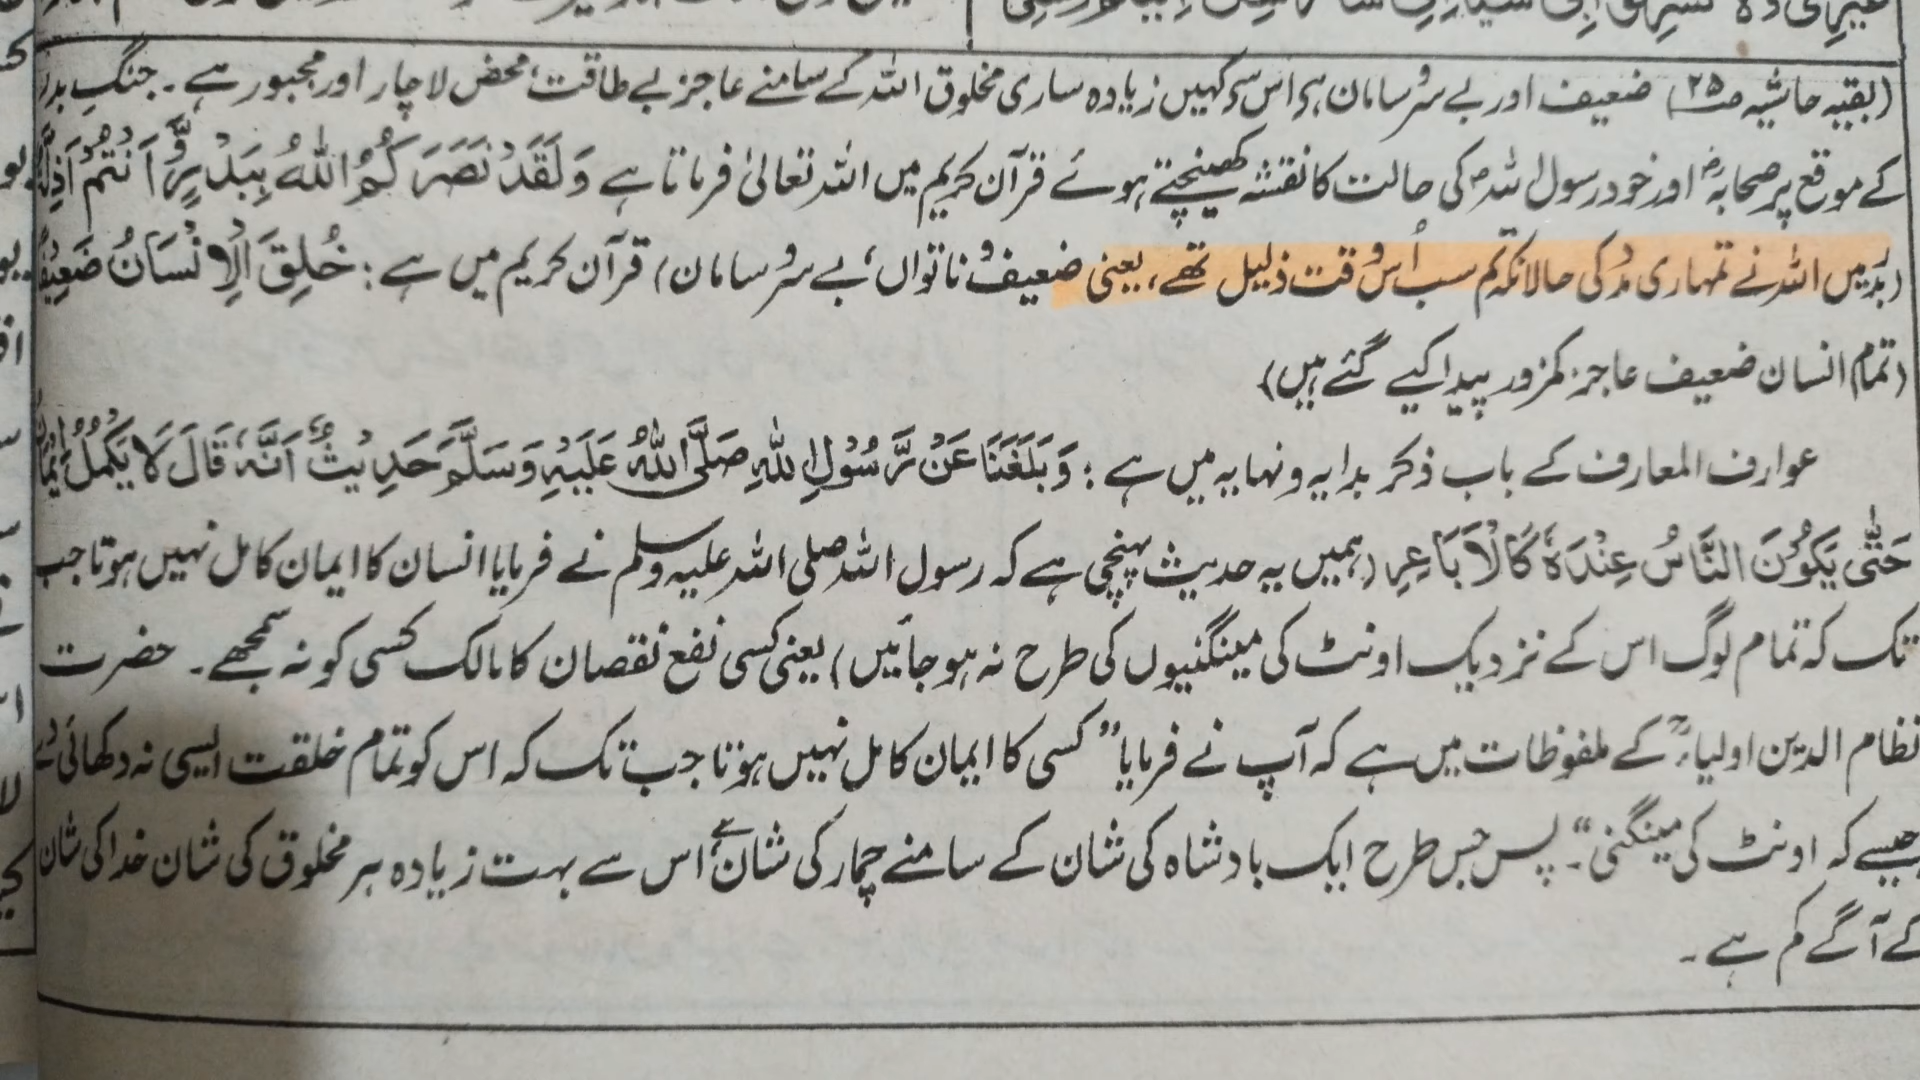 (بقیہ حاشیہ ص۲۵) ضعیف اور بے سروسامان ہے اس سے کہیں زیادہ ساری مخلوق اللہ کے سامنے عاجز بے طاقت، محض لاچار اور مجبور ہے۔ جنگِ بدر
کے موقع پر صحابہؓ اور خود رسول اللہؐ کی حالت کا نقشہ کھینچتے ہوئے قرآن کریم میں اللہ تعالیٰ فرماتا ہے وَلَقَدْ نَصَرَكُمُ اللّٰهُ بِبَدْرٍ وَّاَنْتُمْ اَذِلَّةٌ
(بدر میں اللہ نے تمہاری مدد کی حالانکہ تم سب اُس وقت ذلیل تھے، یعنی ضعیف و ناتواں، بے سروسامان) قرآن کریم میں ہے: خُلِقَ الْاِنْسَانُ ضَعِیْفًا
(تمام انسان ضعیف عاجز کمزور پیدا کیے گئے ہیں)
عوارف المعارف کے باب ذکر بدایہ و نہایہ میں ہے: وَبَلَغَنَا عَنْ رَّسُوْلِ اللّٰهِ صَلَّی اللّٰهُ عَلَیْهِ وَسَلَّمَ حَدِیْثٌ اَنَّهٗ قَالَ لَا یَكْمُلُ اِیْمَانُ
حَتّٰی یَكُوْنَ النَّاسُ عِنْدَهٗ كَالْاَبَاعِرِ (ہمیں یہ حدیث پہنچی ہے کہ رسول اللہ صلی اللہ علیہ وسلم نے فرمایا انسان کا ایمان کامل نہیں ہوتا جب
تک کہ تمام لوگ اس کے نزدیک اونٹ کی مینگنیوں کی طرح نہ ہو جائیں) یعنی کسی نفع نقصان کا مالک کسی کو نہ سمجھے۔ حضرت
نظام الدین اولیاءؒ کے ملفوظات میں ہے کہ آپ نے فرمایا "کسی کا ایمان کامل نہیں ہوتا جب تک کہ اس کو تمام خلقت ایسی نہ دکھائی دے
جیسے کہ اونٹ کی مینگنی"۔ پس جس طرح ایک بادشاہ کی شان کے سامنے چمار کی شان ہے، اس سے بہت زیادہ ہر مخلوق کی شان خدا کی شان
کے آگے کم ہے۔